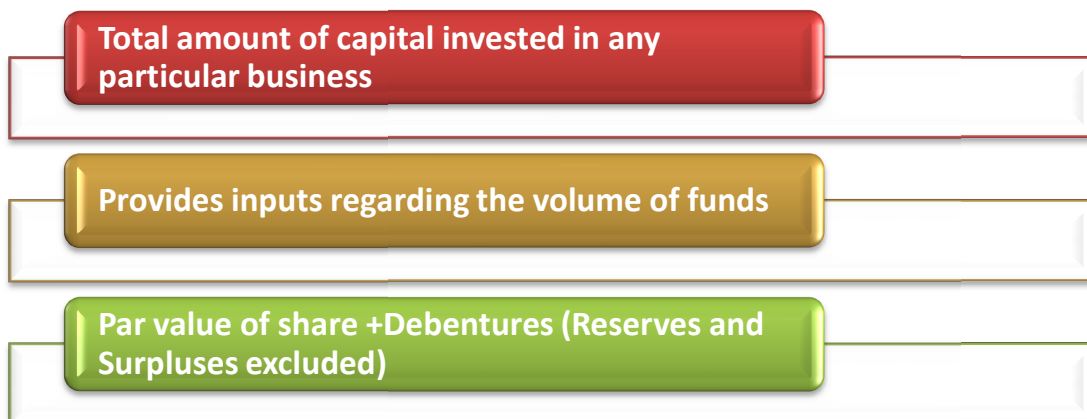 Total amount of capital invested in any
particular business
Provides inputs regarding the volume of funds
Par value of share +Debentures (Reserves and
Surpluses excluded)